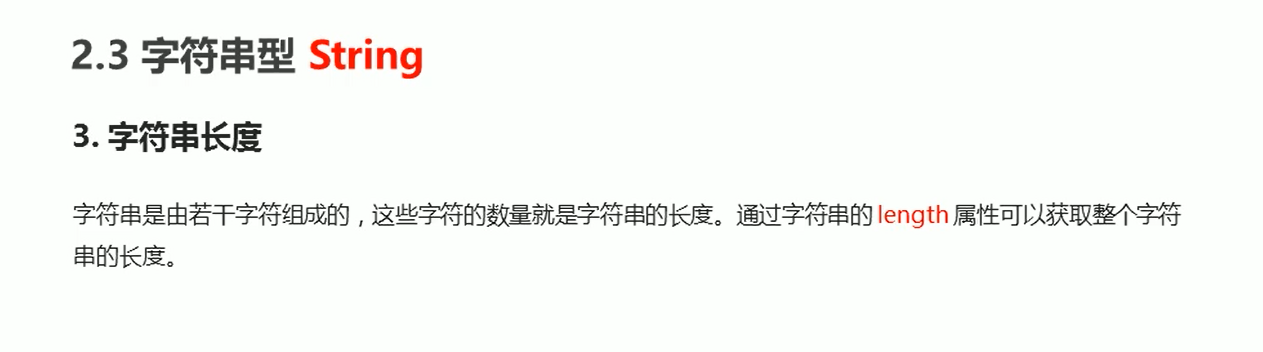 2.3 字符串型 String
3. 字符串长度
字符串是由若干字符组成的，这些字符的数量就是字符串的长度。通过字符串的 length 属性可以获取整个字符
串的长度。